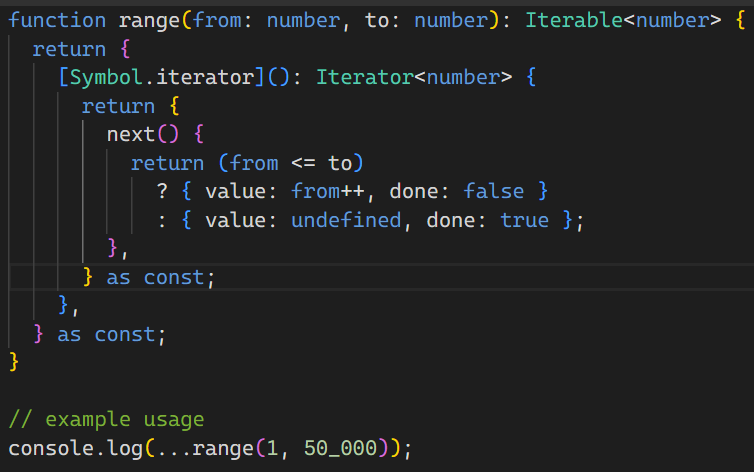 function range(from: number, to: number): Iterable<number> {
  return {
    [Symbol.iterator](): Iterator<number> {
      return {
        next() {
          return (from <= to)
            ? { value: from++, done: false }
            : { value: undefined, done: true };
        },
      } as const;
    },
  } as const;
}

// example usage
console.log(...range(1, 50_000));